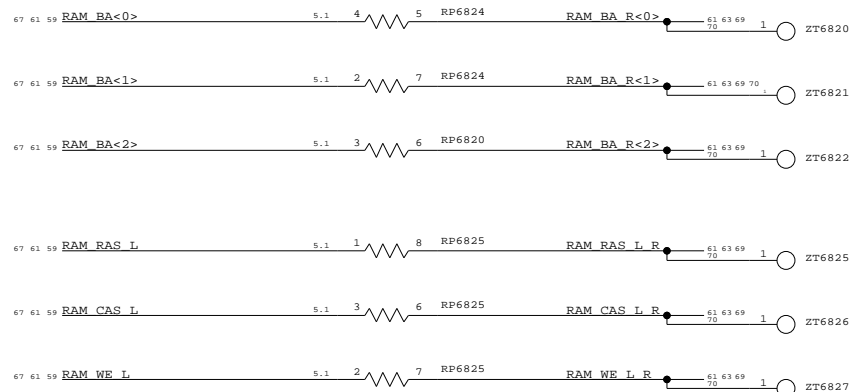 67 61 59 RAM_BA<0> 5.1 4 5 RP6824 RAM_BA_R<0> 61 63 69
70 1 ZT6820
67 61 59 RAM_BA<1> 5.1 2 7 RP6824 RAM_BA_R<1> 61 63 69 70
1 ZT6821
67 61 59 RAM_BA<2> 5.1 3 6 RP6820 RAM_BA_R<2> 61 63 69
70 1 ZT6822
67 61 59 RAM_RAS_L 5.1 1 8 RP6825 RAM_RAS_L_R 61 63 69
70 1 ZT6825
67 61 59 RAM_CAS_L 5.1 3 6 RP6825 RAM_CAS_L_R 61 63 69
70 1 ZT6826
67 61 59 RAM_WE_L 5.1 2 7 RP6825 RAM_WE_L_R 61 63 69
70 1 ZT6827